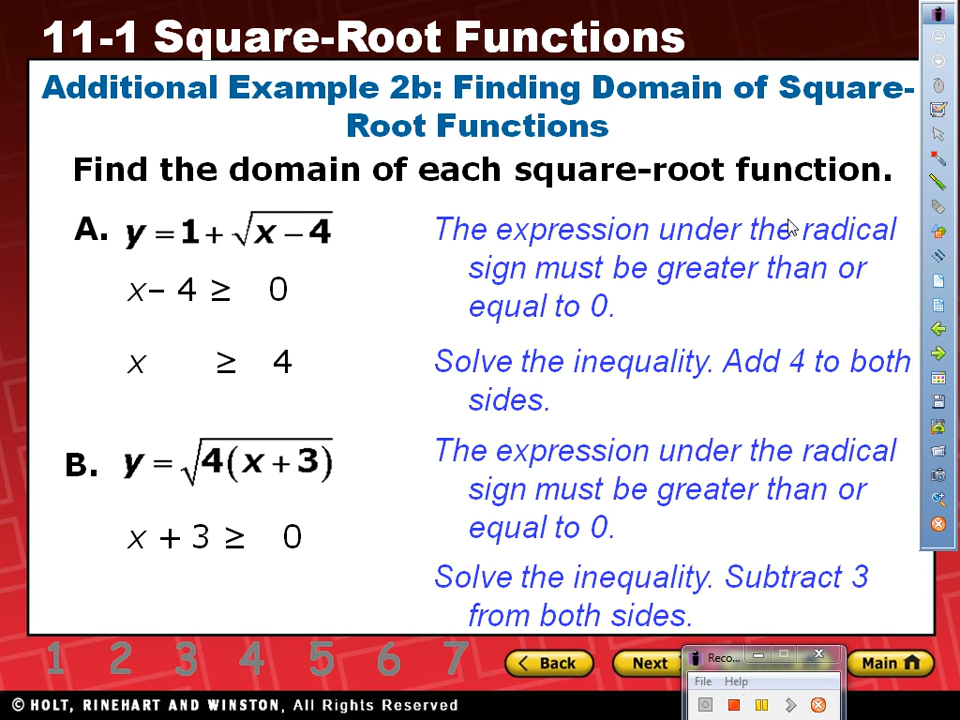 11-1 Square-Root Functions
Additional Example 2b: Finding Domain of Square-
Root Functions
Find the domain of each square-root function.
A. y = 1 + √(x − 4)
The expression under the radical
sign must be greater than or
equal to 0.
x – 4 ≥ 0
x ≥ 4
Solve the inequality. Add 4 to both
sides.
B. y = √(4(x + 3))
The expression under the radical
sign must be greater than or
equal to 0.
x + 3 ≥ 0
Solve the inequality. Subtract 3
from both sides.
1 2 3 4 5 6 7
< Back
Next
Main
Reco...
File Help
© HOLT, RINEHART AND WINSTON, All Rights Reserved